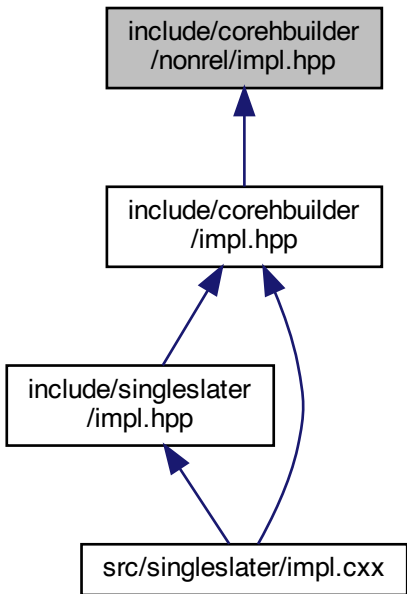 include/corehbuilder
/nonrel/impl.hpp
include/corehbuilder
/impl.hpp
include/singleslater
/impl.hpp
src/singleslater/impl.cxx